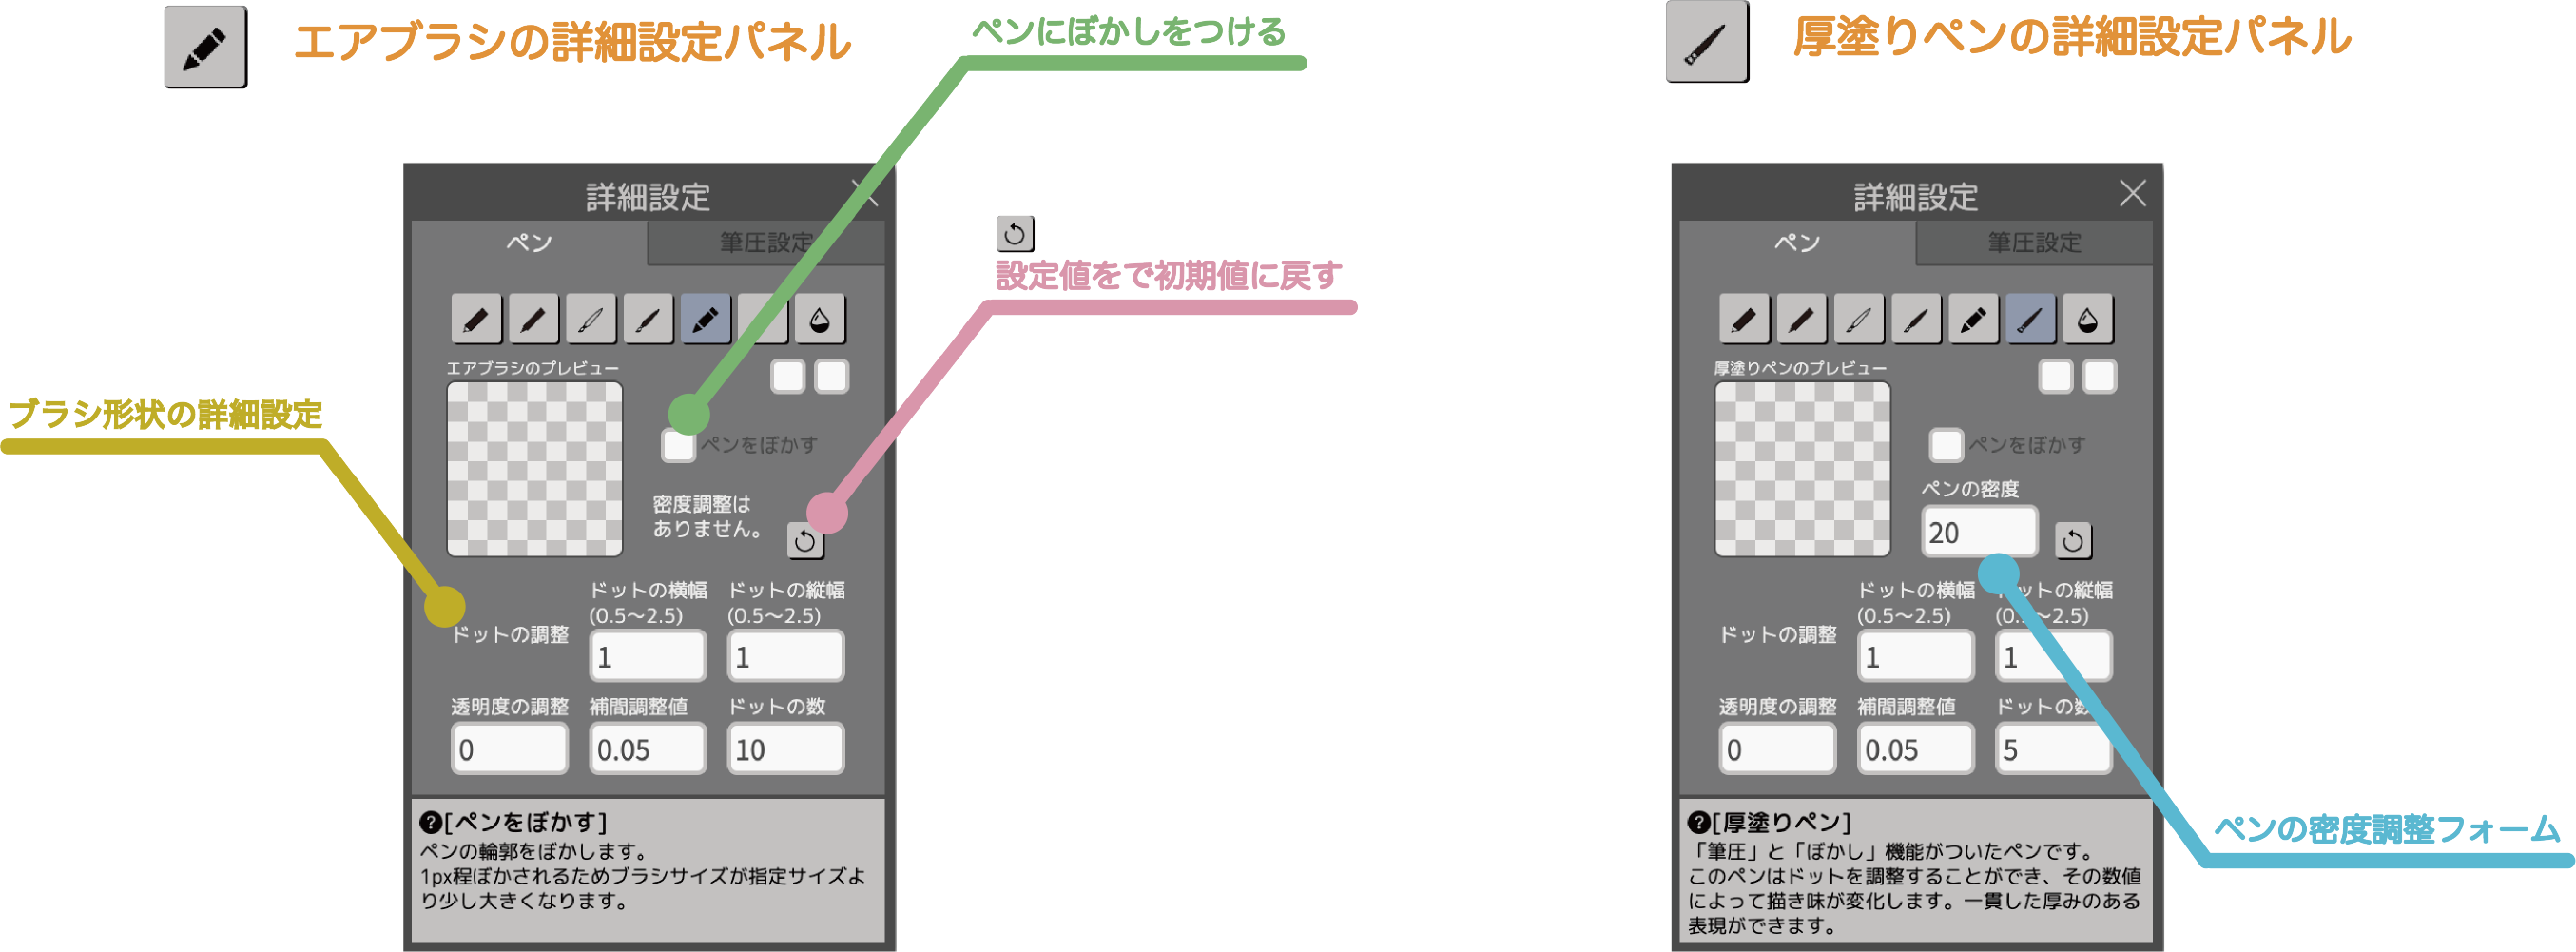 エアブラシの詳細設定パネル
ペンにぼかしをつける
設定値をで初期値に戻す
ブラシ形状の詳細設定
詳細設定
ペン
筆圧設定
エアブラシのプレビュー
ペンをぼかす
密度調整は
ありません。
ドットの調整
ドットの横幅
(0.5～2.5)
1
ドットの縦幅
(0.5～2.5)
1
透明度の調整
0
補間調整値
0.05
ドットの数
10
?[ペンをぼかす]
ペンの輪郭をぼかします。
1px程ぼかされるためブラシサイズが指定サイズよ
り少し大きくなります。
厚塗りペンの詳細設定パネル
詳細設定
ペン
筆圧設定
厚塗りペンのプレビュー
ペンをぼかす
ペンの密度
20
ドットの調整
ドットの横幅
(0.5～2.5)
1
ドットの縦幅
(0.5～2.5)
1
透明度の調整
0
補間調整値
0.05
ドットの数
5
ペンの密度調整フォーム
?[厚塗りペン]
「筆圧」と「ぼかし」機能がついたペンです。
このペンはドットを調整することができ、その数値
によって描き味が変化します。一貫した厚みのある
表現ができます。